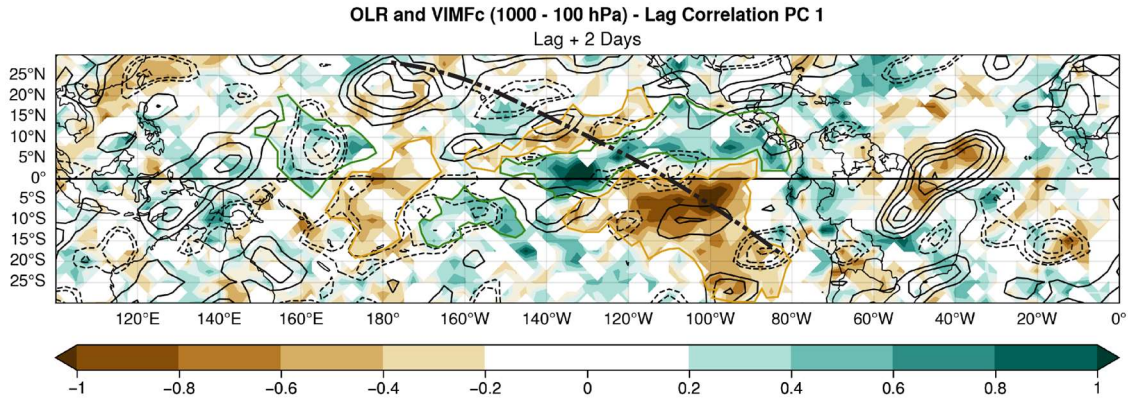 OLR and VIMFc (1000 - 100 hPa) - Lag Correlation PC 1
Lag + 2 Days
25°N
20°N
15°N
10°N
5°N
0°
5°S
10°S
15°S
20°S
25°S
120°E 140°E 160°E 180° 160°W 140°W 120°W 100°W 80°W 60°W 40°W 20°W 0°
−1 −0.8 −0.6 −0.4 −0.2 0 0.2 0.4 0.6 0.8 1